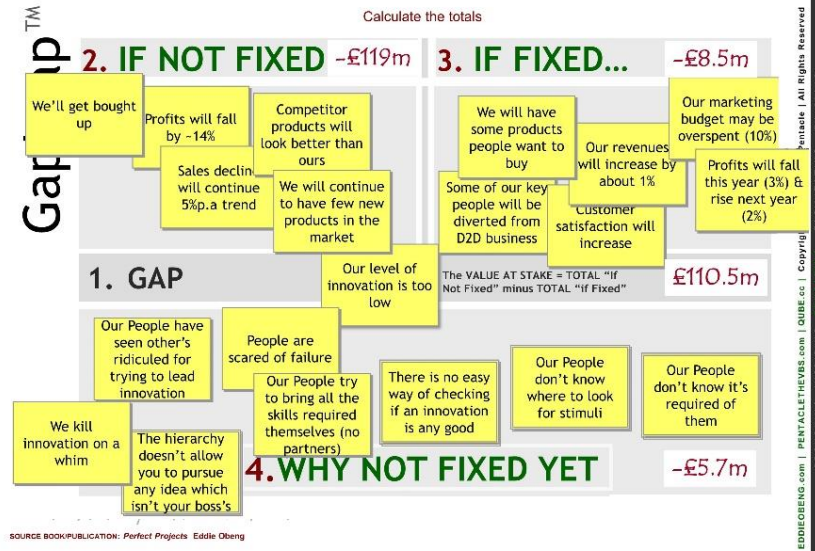 Calculate the totals
Gap
TM
2. IF NOT FIXED -£119m
3. IF FIXED... -£8.5m
We'll get bought
up
Profits will fall
by ~14%
Competitor
products will
look better than
ours
Sales declin
will continue
5%p.a trend
We will continue
to have few new
products in the
market
We will have
some products
people want to
buy
Our revenues
will increase by
about 1%
Our marketing
budget may be
overspent (10%)
Profits will fall
this year (3%) &
rise next year
(2%)
Some of our key
people will be
diverted from
D2D business
Customer
satisfaction will
increase
1. GAP
Our level of
innovation is too
low
The VALUE AT STAKE = TOTAL "If
Not Fixed" minus TOTAL "if Fixed"
£110.5m
Our People have
seen other's
ridiculed for
trying to lead
innovation
People are
scared of failure
Our People try
to bring all the
skills required
themselves (no
partners)
There is no easy
way of checking
if an innovation
is any good
Our People
don't know
where to look
for stimuli
Our People
don't know it's
required of
them
We kill
innovation on a
whim
The hierarchy
doesn't allow
you to pursue
any idea which
isn't your boss's
4.WHY NOT FIXED YET -£5.7m
SOURCE BOOK/PUBLICATION: Perfect Projects Eddie Obeng
EDDIEOBENG.com | PENTACLETHEVBS.com | QUBE.cc | Copyrig Pentacle | All Rights Reserved